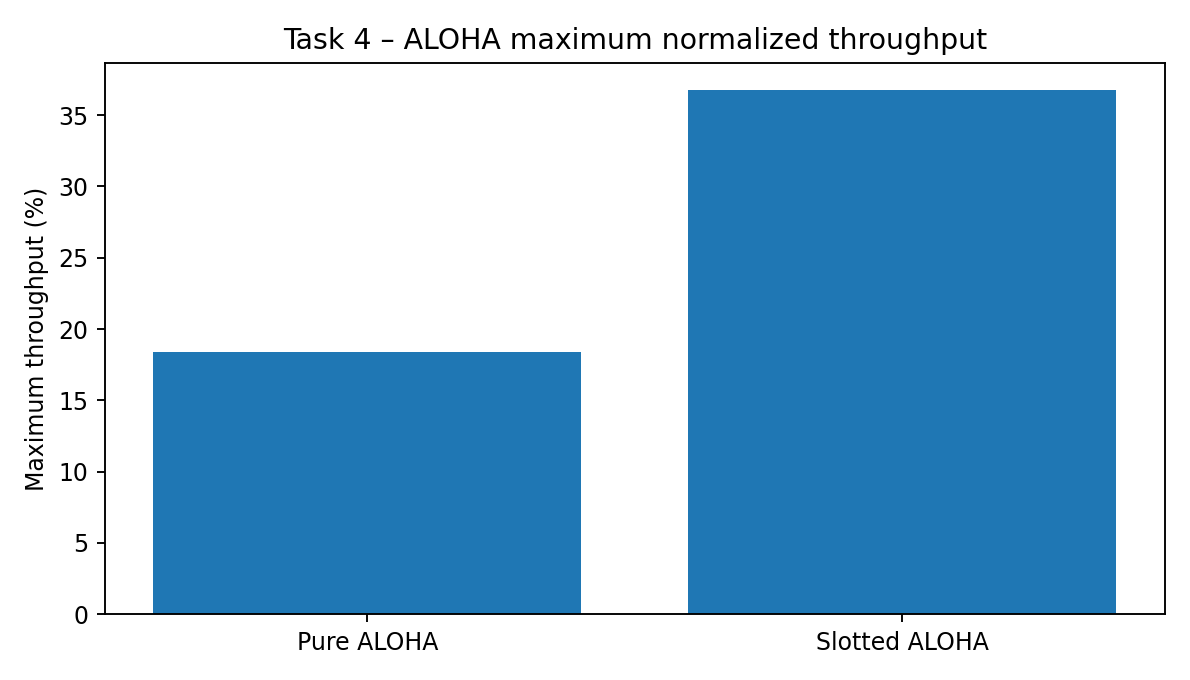 Task 4 – ALOHA maximum normalized throughput
Maximum throughput (%)
35
30
25
20
15
10
5
0
Pure ALOHA
Slotted ALOHA